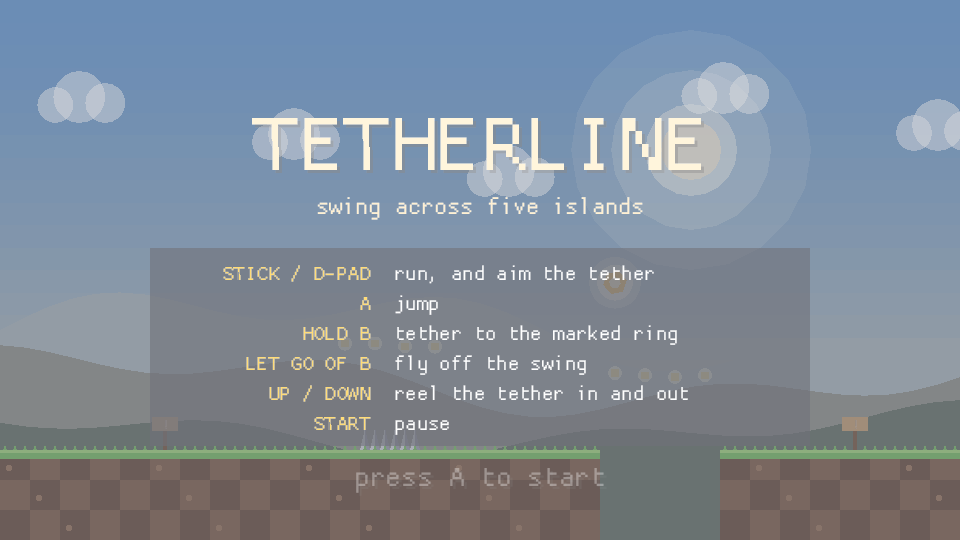 TETHERLINE
swing across five islands
STICK / D-PAD run, and aim the tether
A jump
HOLD B tether to the marked ring
LET GO OF B fly off the swing
UP / DOWN reel the tether in and out
START pause
press A to start